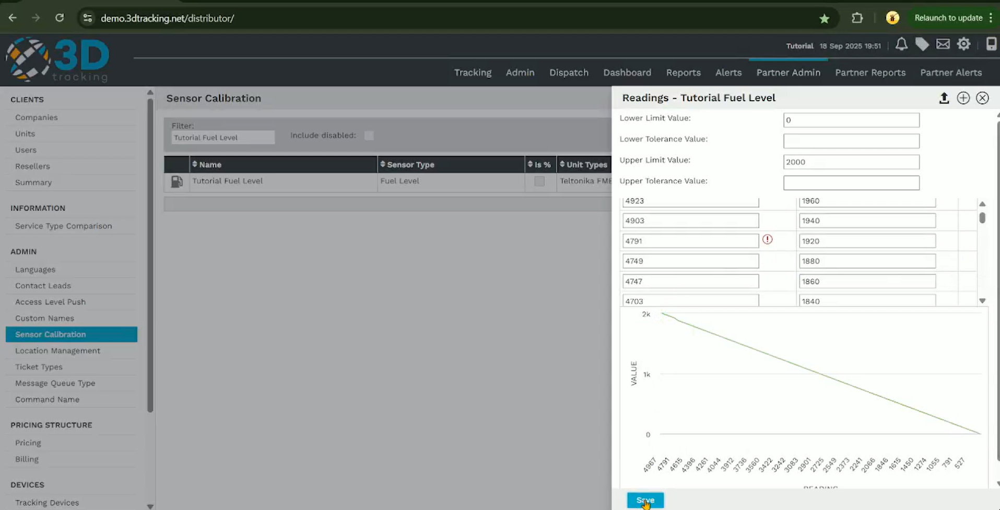 demo.3dtracking.net/distributor/
Relaunch to update
3D
tracking
Tutorial 18 Sep 2025 19:51
Tracking Admin Dispatch Dashboard Reports Alerts Partner Admin Partner Reports Partner Alerts
CLIENTS
Companies
Units
Users
Resellers
Summary
INFORMATION
Service Type Comparison
ADMIN
Languages
Contact Leads
Access Level Push
Custom Names
Sensor Calibration
Location Management
Ticket Types
Message Queue Type
Command Name
PRICING STRUCTURE
Pricing
Billing
DEVICES
Tracking Devices
Sensor Calibration
Filter:
Tutorial Fuel Level
Include disabled:
Name Sensor Type Is % Unit Types
Tutorial Fuel Level Fuel Level Teltonika FME
Readings - Tutorial Fuel Level
Lower Limit Value: 0
Lower Tolerance Value:
Upper Limit Value: 2000
Upper Tolerance Value:
4923 1960
4903 1940
4791 1920
4749 1880
4747 1860
4703 1840
2k
1k
0
VALUE
4967 4791 4615 4396 4261 4044 3912 3736 3560 3422 3242 3083 2901 2725 2549 2373 2241 2066 1846 1615 1450 1274 1055 791 527
READING
Save